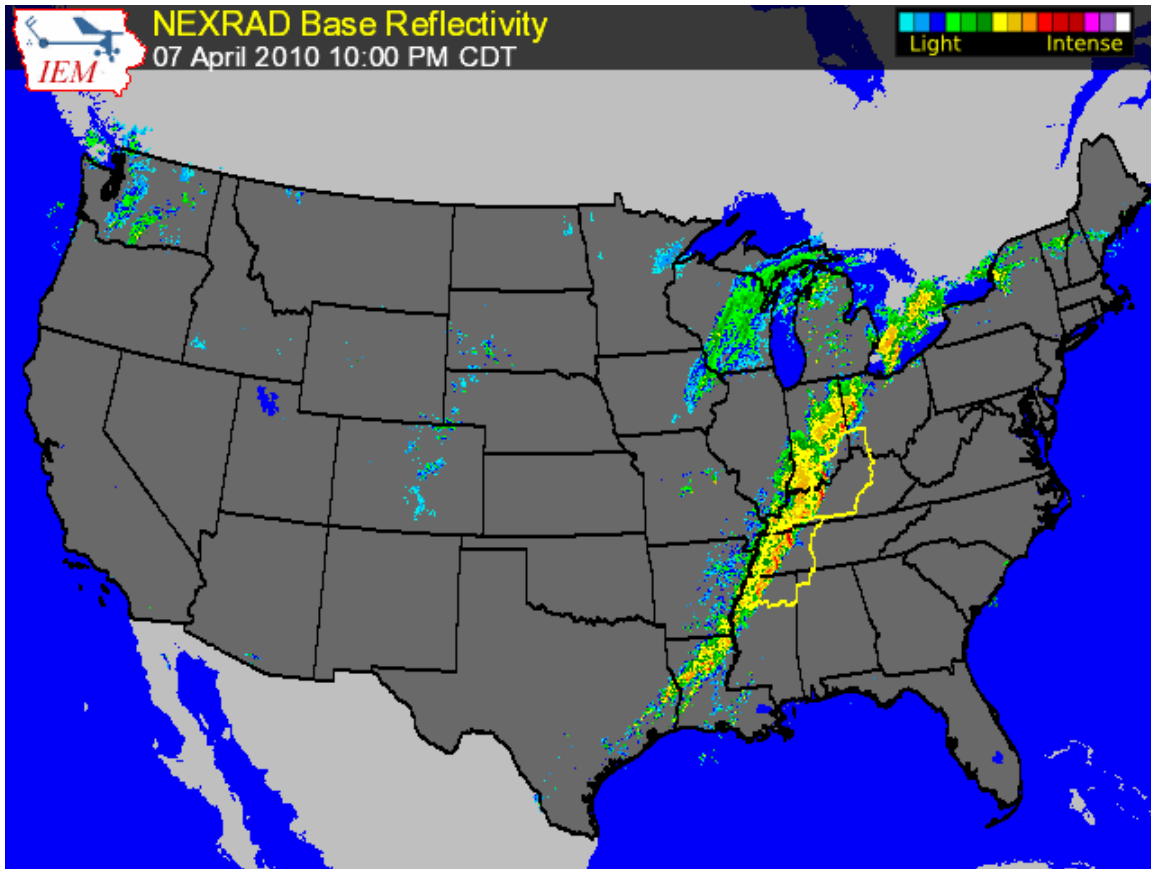 NEXRAD Base Reflectivity
07 April 2010 10:00 PM CDT
IEM
Light Intense